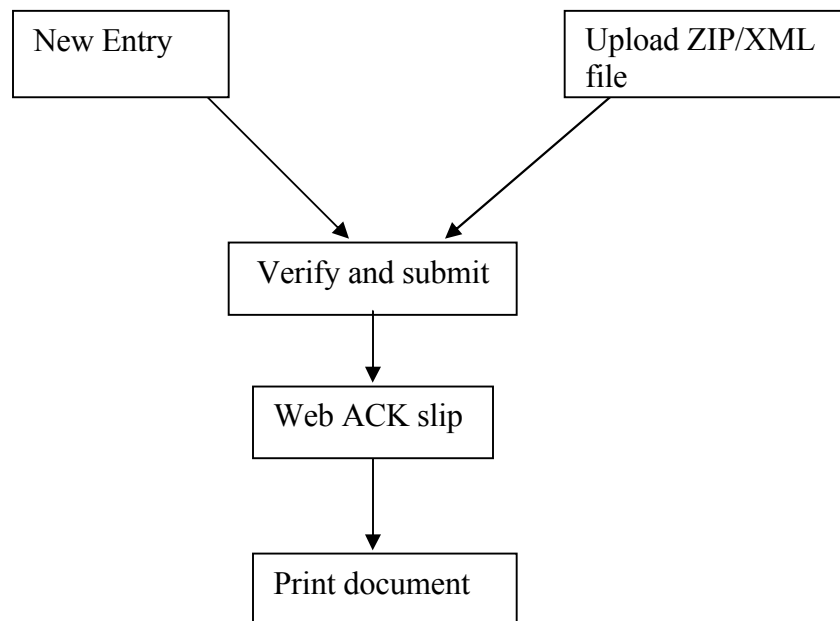 New Entry
Upload ZIP/XML
file
Verify and submit
Web ACK slip
Print document